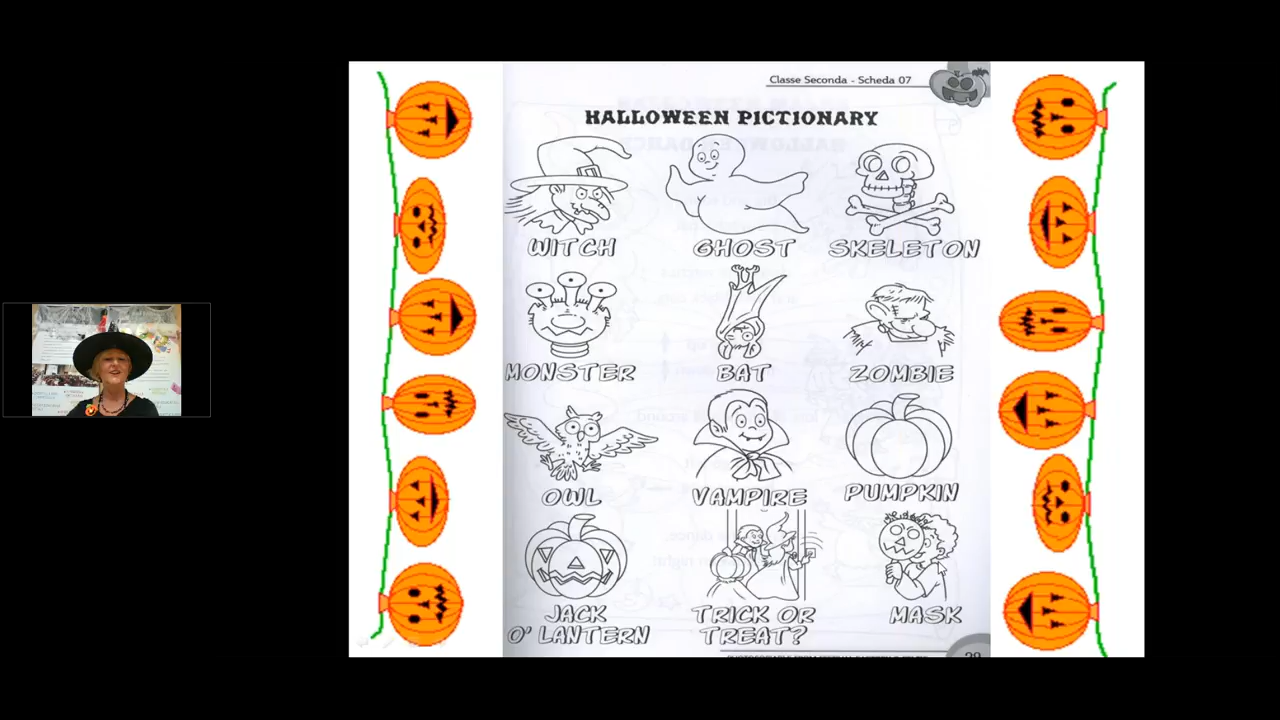 Classe Seconda - Scheda 07
HALLOWEEN PICTIONARY
WITCH GHOST SKELETON
MONSTER BAT ZOMBIE
OWL VAMPIRE PUMPKIN
JACK TRICK OR MASK
O' LANTERN TREAT?